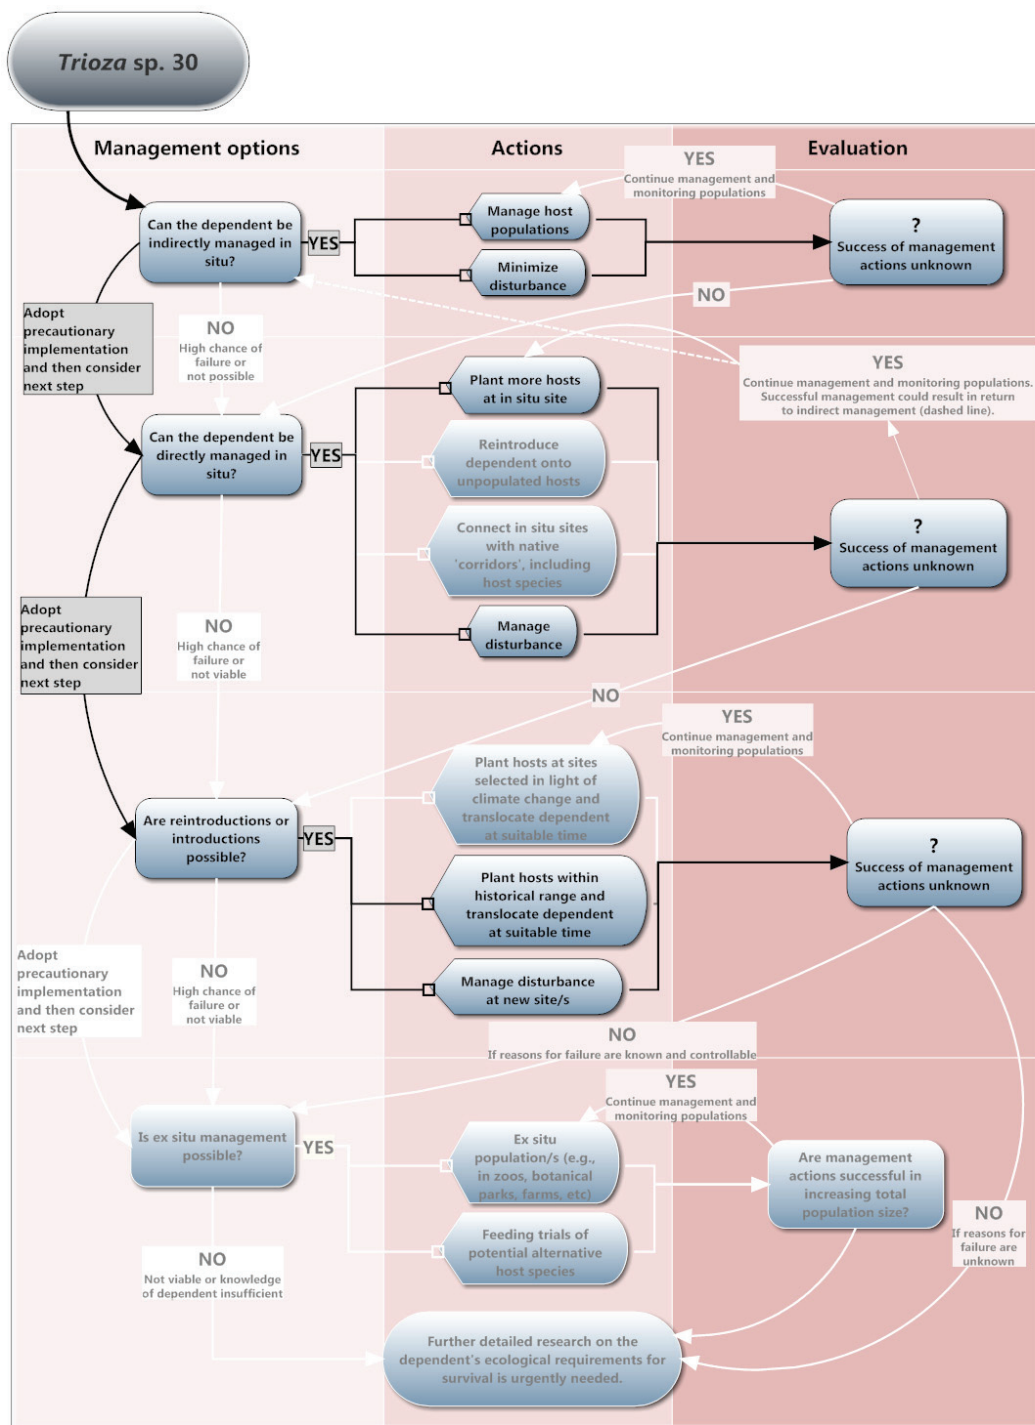 Trioza sp. 30
Management options
Actions
Evaluation
YES
Continue management and
monitoring populations
Can the dependent be
indirectly managed in
situ?
YES
Manage host
populations
Minimize
disturbance
?
Success of management
actions unknown
NO
Adopt
precautionary
implementation
and then consider
next step
NO
High chance of
failure or
not possible
YES
Continue management and monitoring populations.
Successful management could result in return
to indirect management (dashed line).
Can the dependent be
directly managed in
situ?
YES
Plant more hosts
at in situ site
Reintroduce
dependent onto
unpopulated hosts
Connect in situ sites
with native
'corridors', including
host species
Manage
disturbance
?
Success of management
actions unknown
Adopt
precautionary
implementation
and then consider
next step
NO
High chance of
failure or
not viable
NO
YES
Continue management and
monitoring populations
Are reintroductions or
introductions
possible?
YES
Plant hosts at sites
selected in light of
climate change and
translocate dependent
at suitable time
Plant hosts within
historical range and
translocate dependent
at suitable time
Manage disturbance
at new site/s
?
Success of management
actions unknown
Adopt
precautionary
implementation
and then consider
next step
NO
High chance of
failure or
not viable
NO
If reasons for failure are known and controllable
YES
Continue management and
monitoring populations
Is ex situ management
possible?
YES
Ex situ
population/s (e.g.,
in zoos, botanical
parks, farms, etc)
Feeding trials of
potential alternative
host species
Are management
actions successful in
increasing total
population size?
NO
If reasons for
failure are
unknown
NO
Not viable or knowledge
of dependent insufficient
Further detailed research on the
dependent's ecological requirements for
survival is urgently needed.